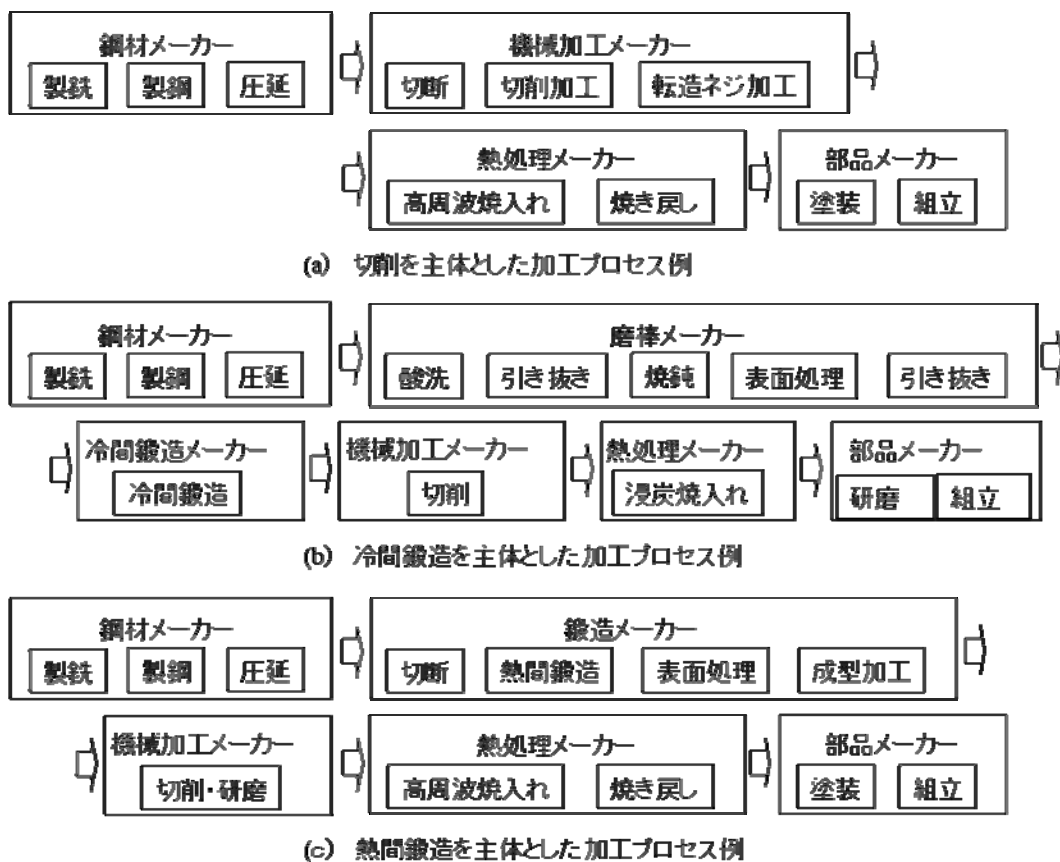 鋼材メーカー
製銑 製鋼 圧延
機械加工メーカー
切断 切削加工 転造ネジ加工
熱処理メーカー
高周波焼入れ 焼き戻し
部品メーカー
塗装 組立
(a) 切削を主体とした加工プロセス例
鋼材メーカー
製銑 製鋼 圧延
磨棒メーカー
酸洗 引き抜き 焼鈍 表面処理 引き抜き
冷間鍛造メーカー
冷間鍛造
機械加工メーカー
切削
熱処理メーカー
浸炭焼入れ
部品メーカー
研磨 組立
(b) 冷間鍛造を主体とした加工プロセス例
鋼材メーカー
製銑 製鋼 圧延
鍛造メーカー
切断 熱間鍛造 表面処理 成型加工
機械加工メーカー
切削・研磨
熱処理メーカー
高周波焼入れ 焼き戻し
部品メーカー
塗装 組立
(c) 熱間鍛造を主体とした加工プロセス例